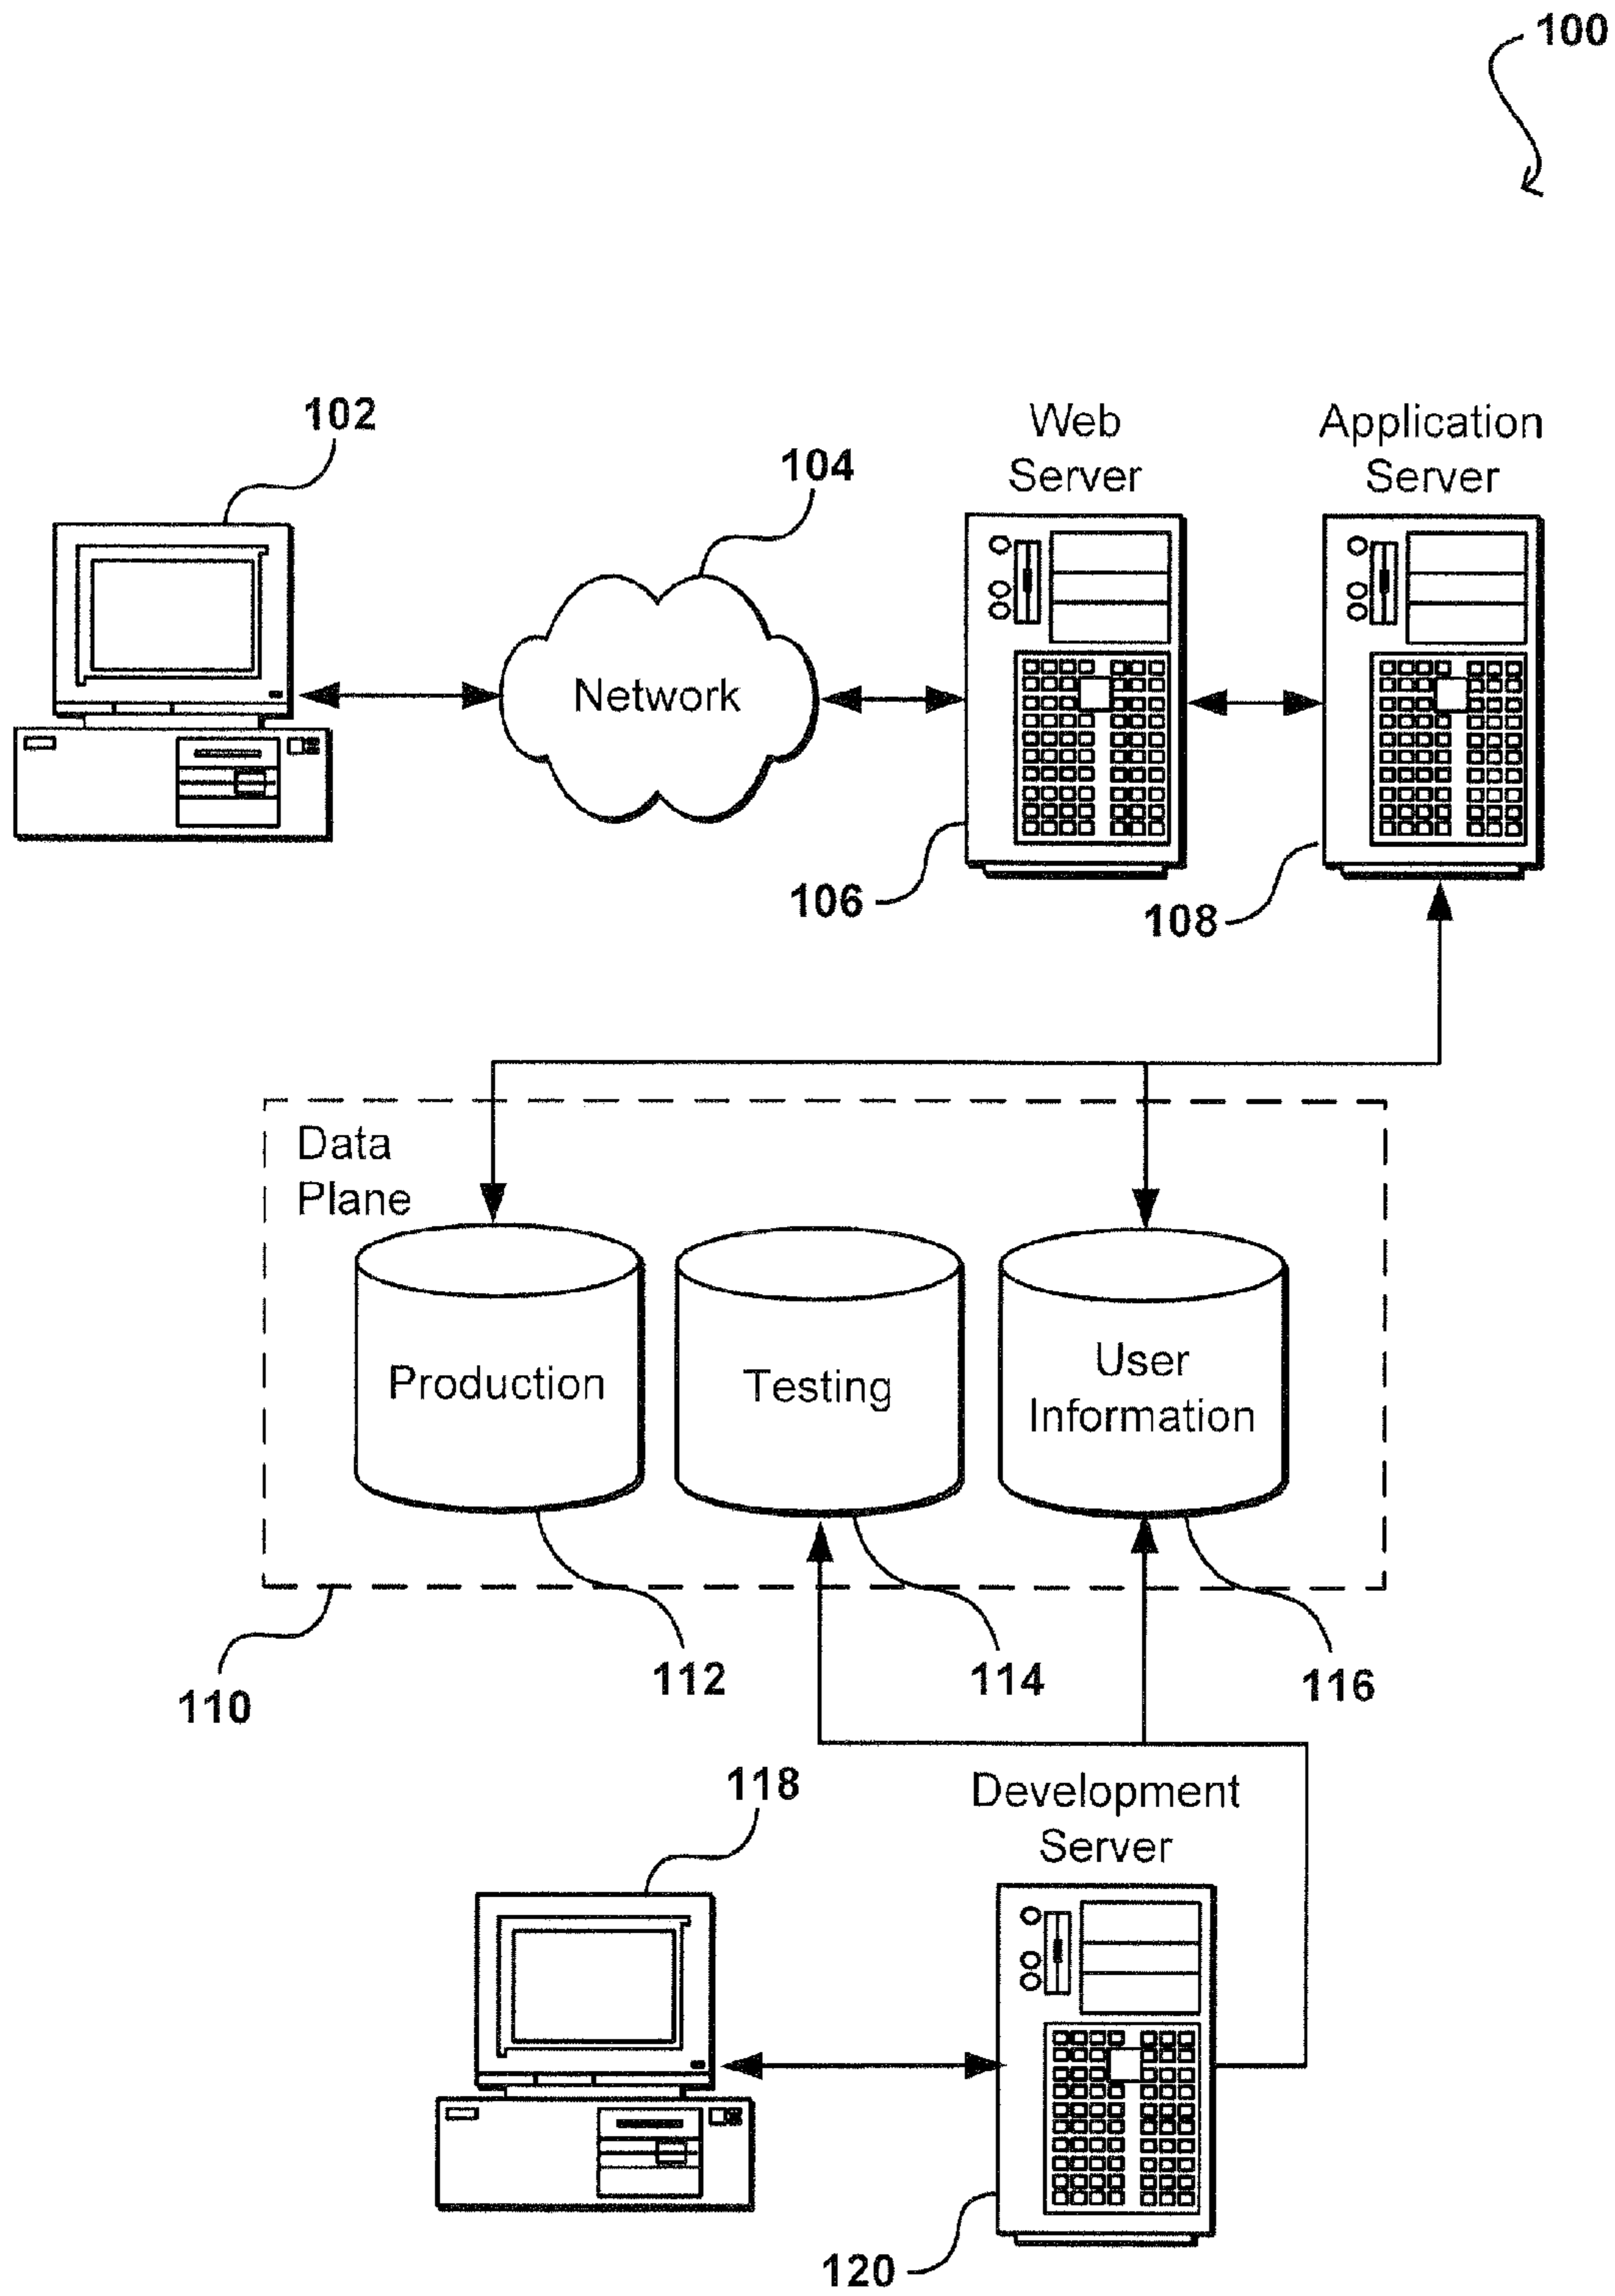 100
102
104
Web
Server
Application
Server
Network
106
108
Data
Plane
Production
Testing
User
Information
110
112
114
116
118
Development
Server
120